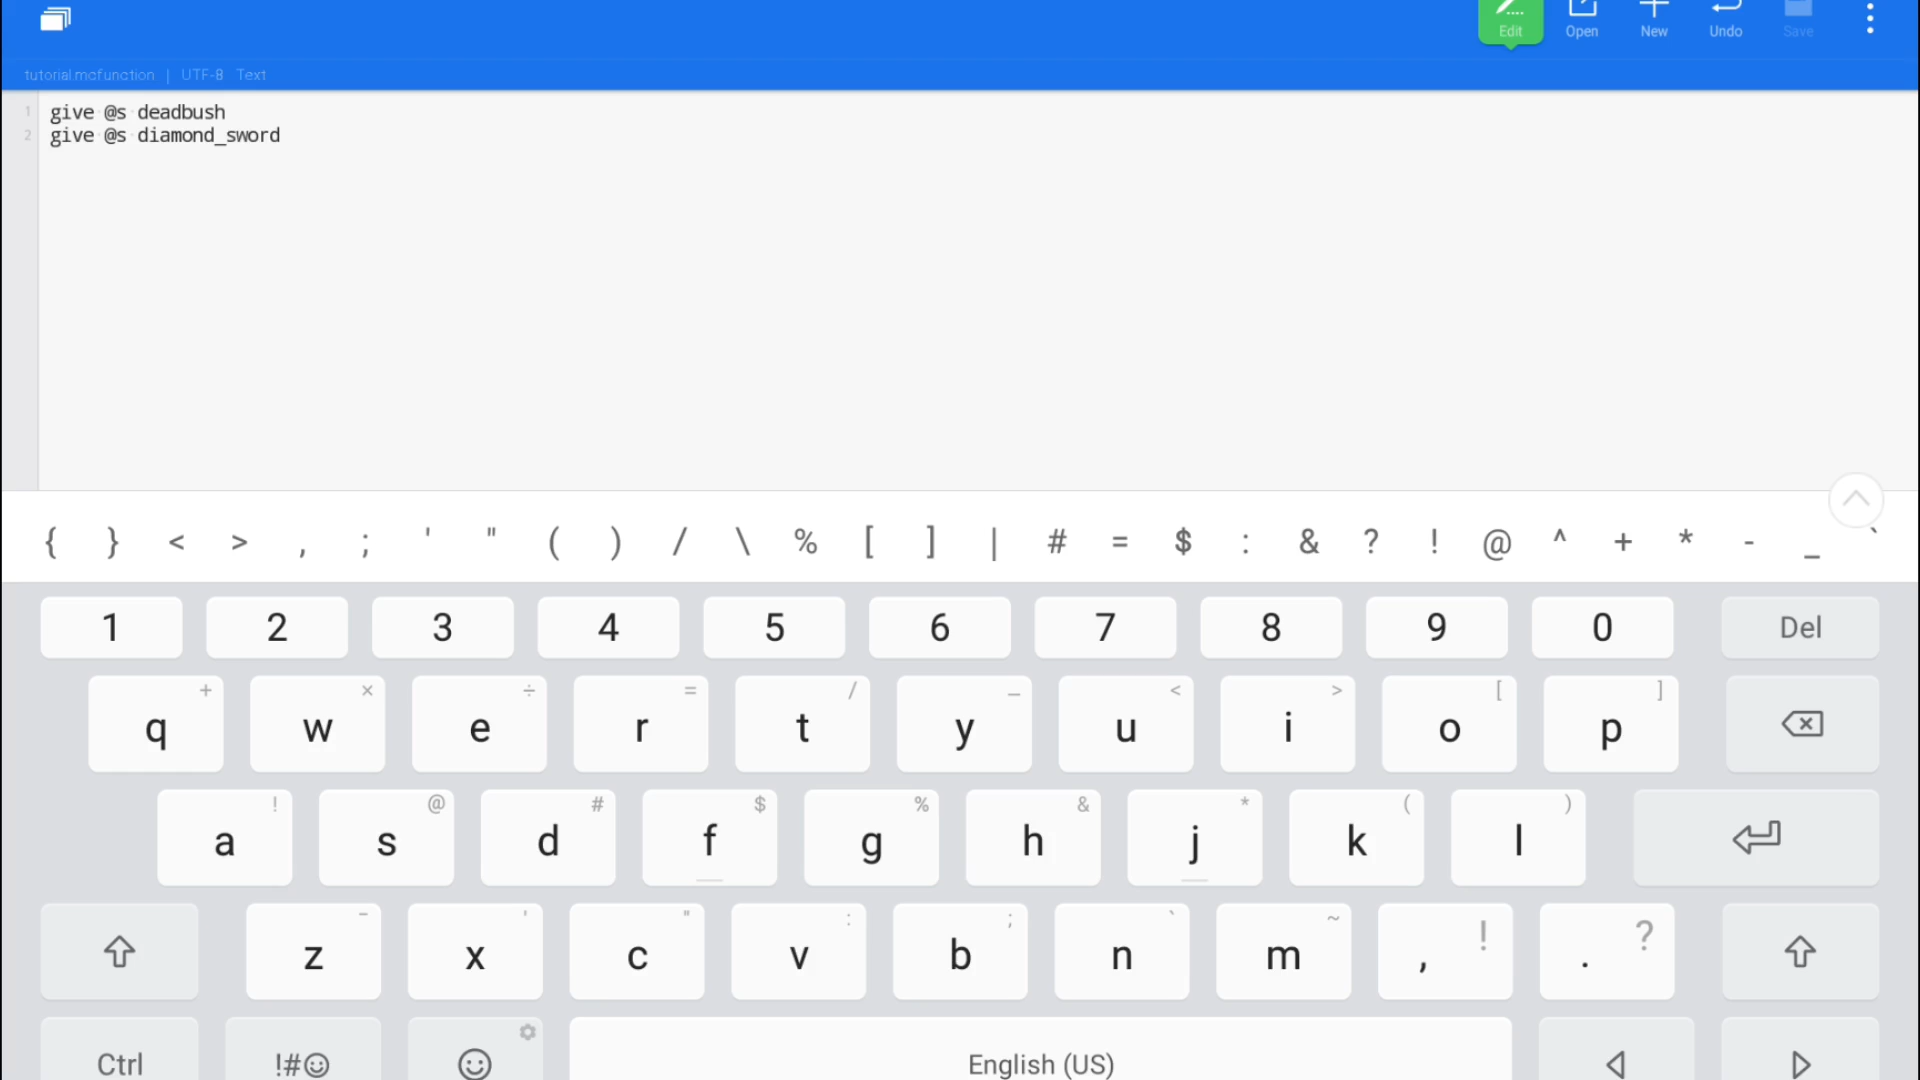 Edit Open New Undo Save
tutorial.mcfunction | UTF-8 Text
1 give @s deadbush
2 give @s diamond_sword
{ } < > , ; ' " ( ) / \ % [ ] | # = $ : & ? ! @ ^ + * - _ `
1 2 3 4 5 6 7 8 9 0 Del
q + w × e ÷ r = t / y _ u < i > o [ p ]
a ! s @ d # f $ g % h & j * k ( l )
z - x ' c " v : b ; n ` m ~ , ! . ?
Ctrl !#☺ English (US)